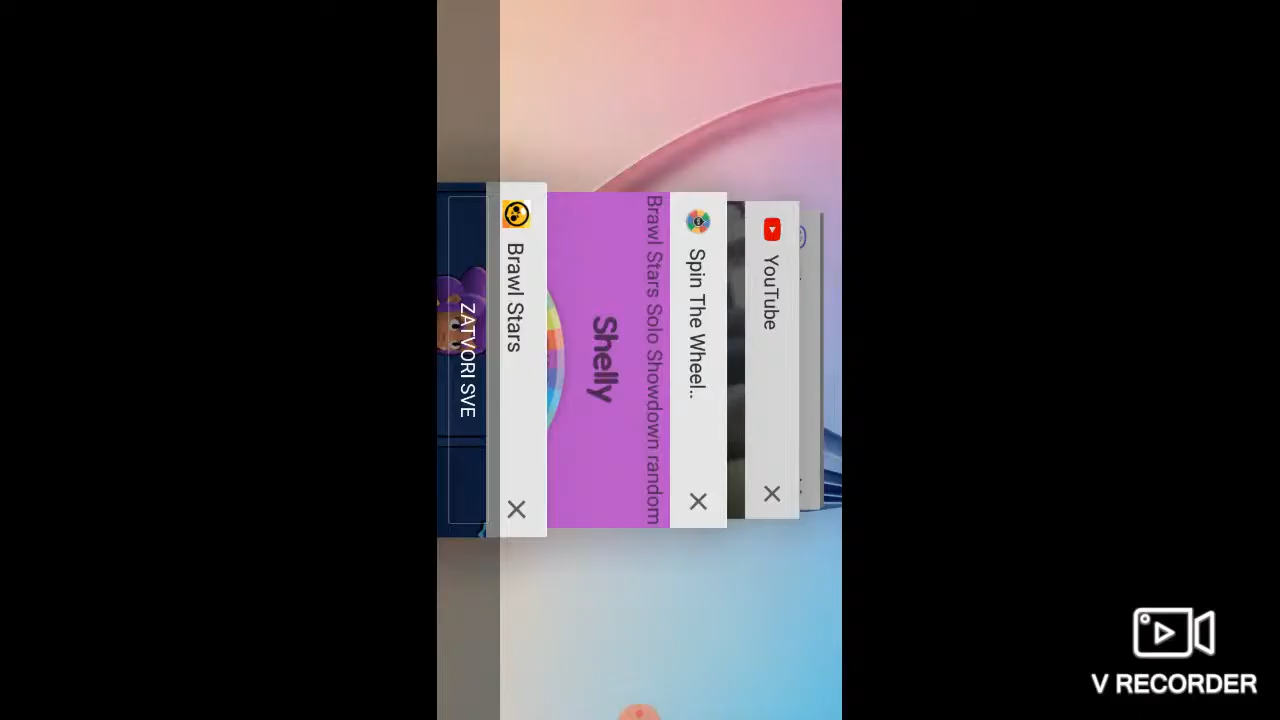 YouTube
Spin The Wheel..
Brawl Stars Solo Showdown random
Shelly
Brawl Stars
ZATVORI SVE
V RECORDER